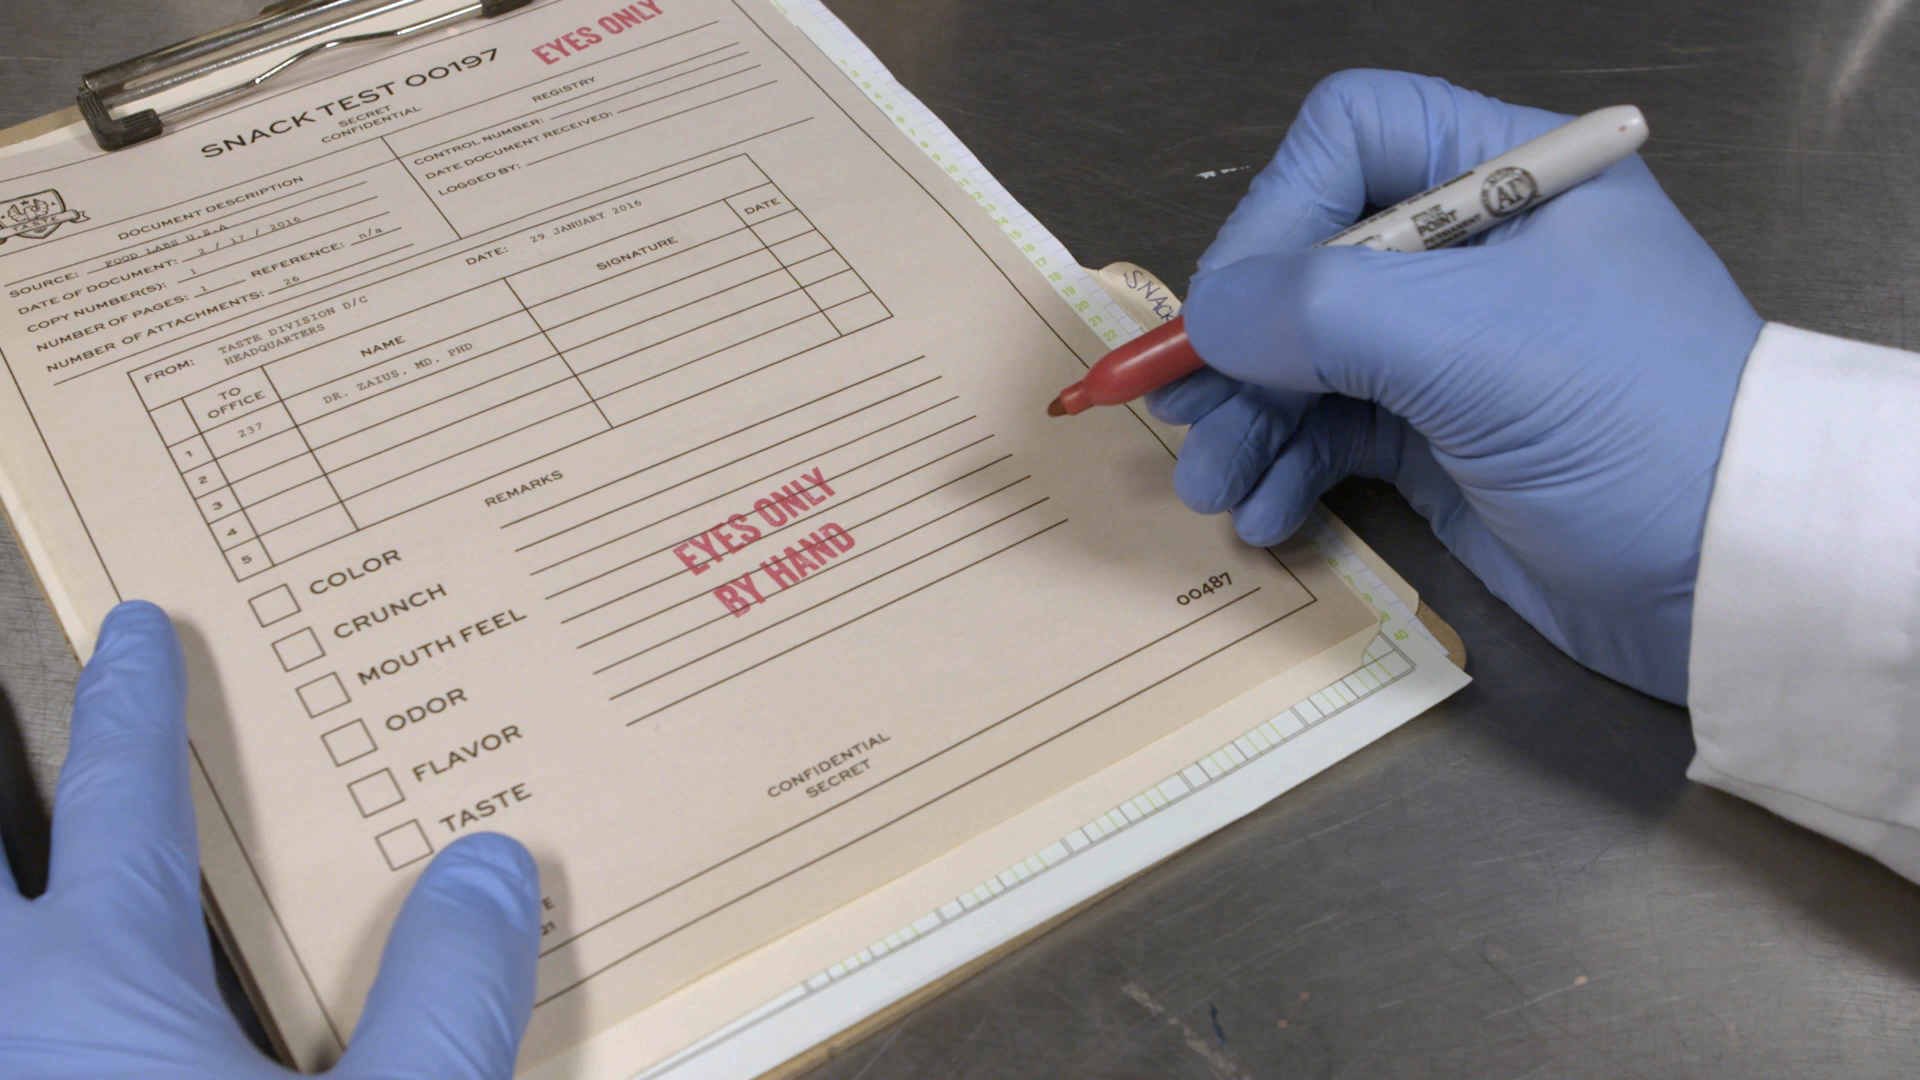 EYES ONLY
SNACK TEST 00197
SECRET
CONFIDENTIAL
REGISTRY
CONTROL NUMBER:
DATE DOCUMENT RECEIVED:
LOGGED BY:
TASTE
DOCUMENT DESCRIPTION
SOURCE: FOOD LABS U.S.A
DATE OF DOCUMENT: 2 / 17 / 2016
COPY NUMBER(S): 1
NUMBER OF PAGES: 1 REFERENCE: n/a
NUMBER OF ATTACHMENTS: 26
FROM: TASTE DIVISION D/C
HEADQUARTERS
DATE: 29 JANUARY 2016
TO
OFFICE
NAME
SIGNATURE
DATE
1 237 DR. ZAIUS, MD, PHD
2
3
4
5
REMARKS
EYES ONLY
BY HAND
COLOR
CRUNCH
MOUTH FEEL
ODOR
FLAVOR
TASTE
00487
CONFIDENTIAL
SECRET
SNACK
AP
POINT